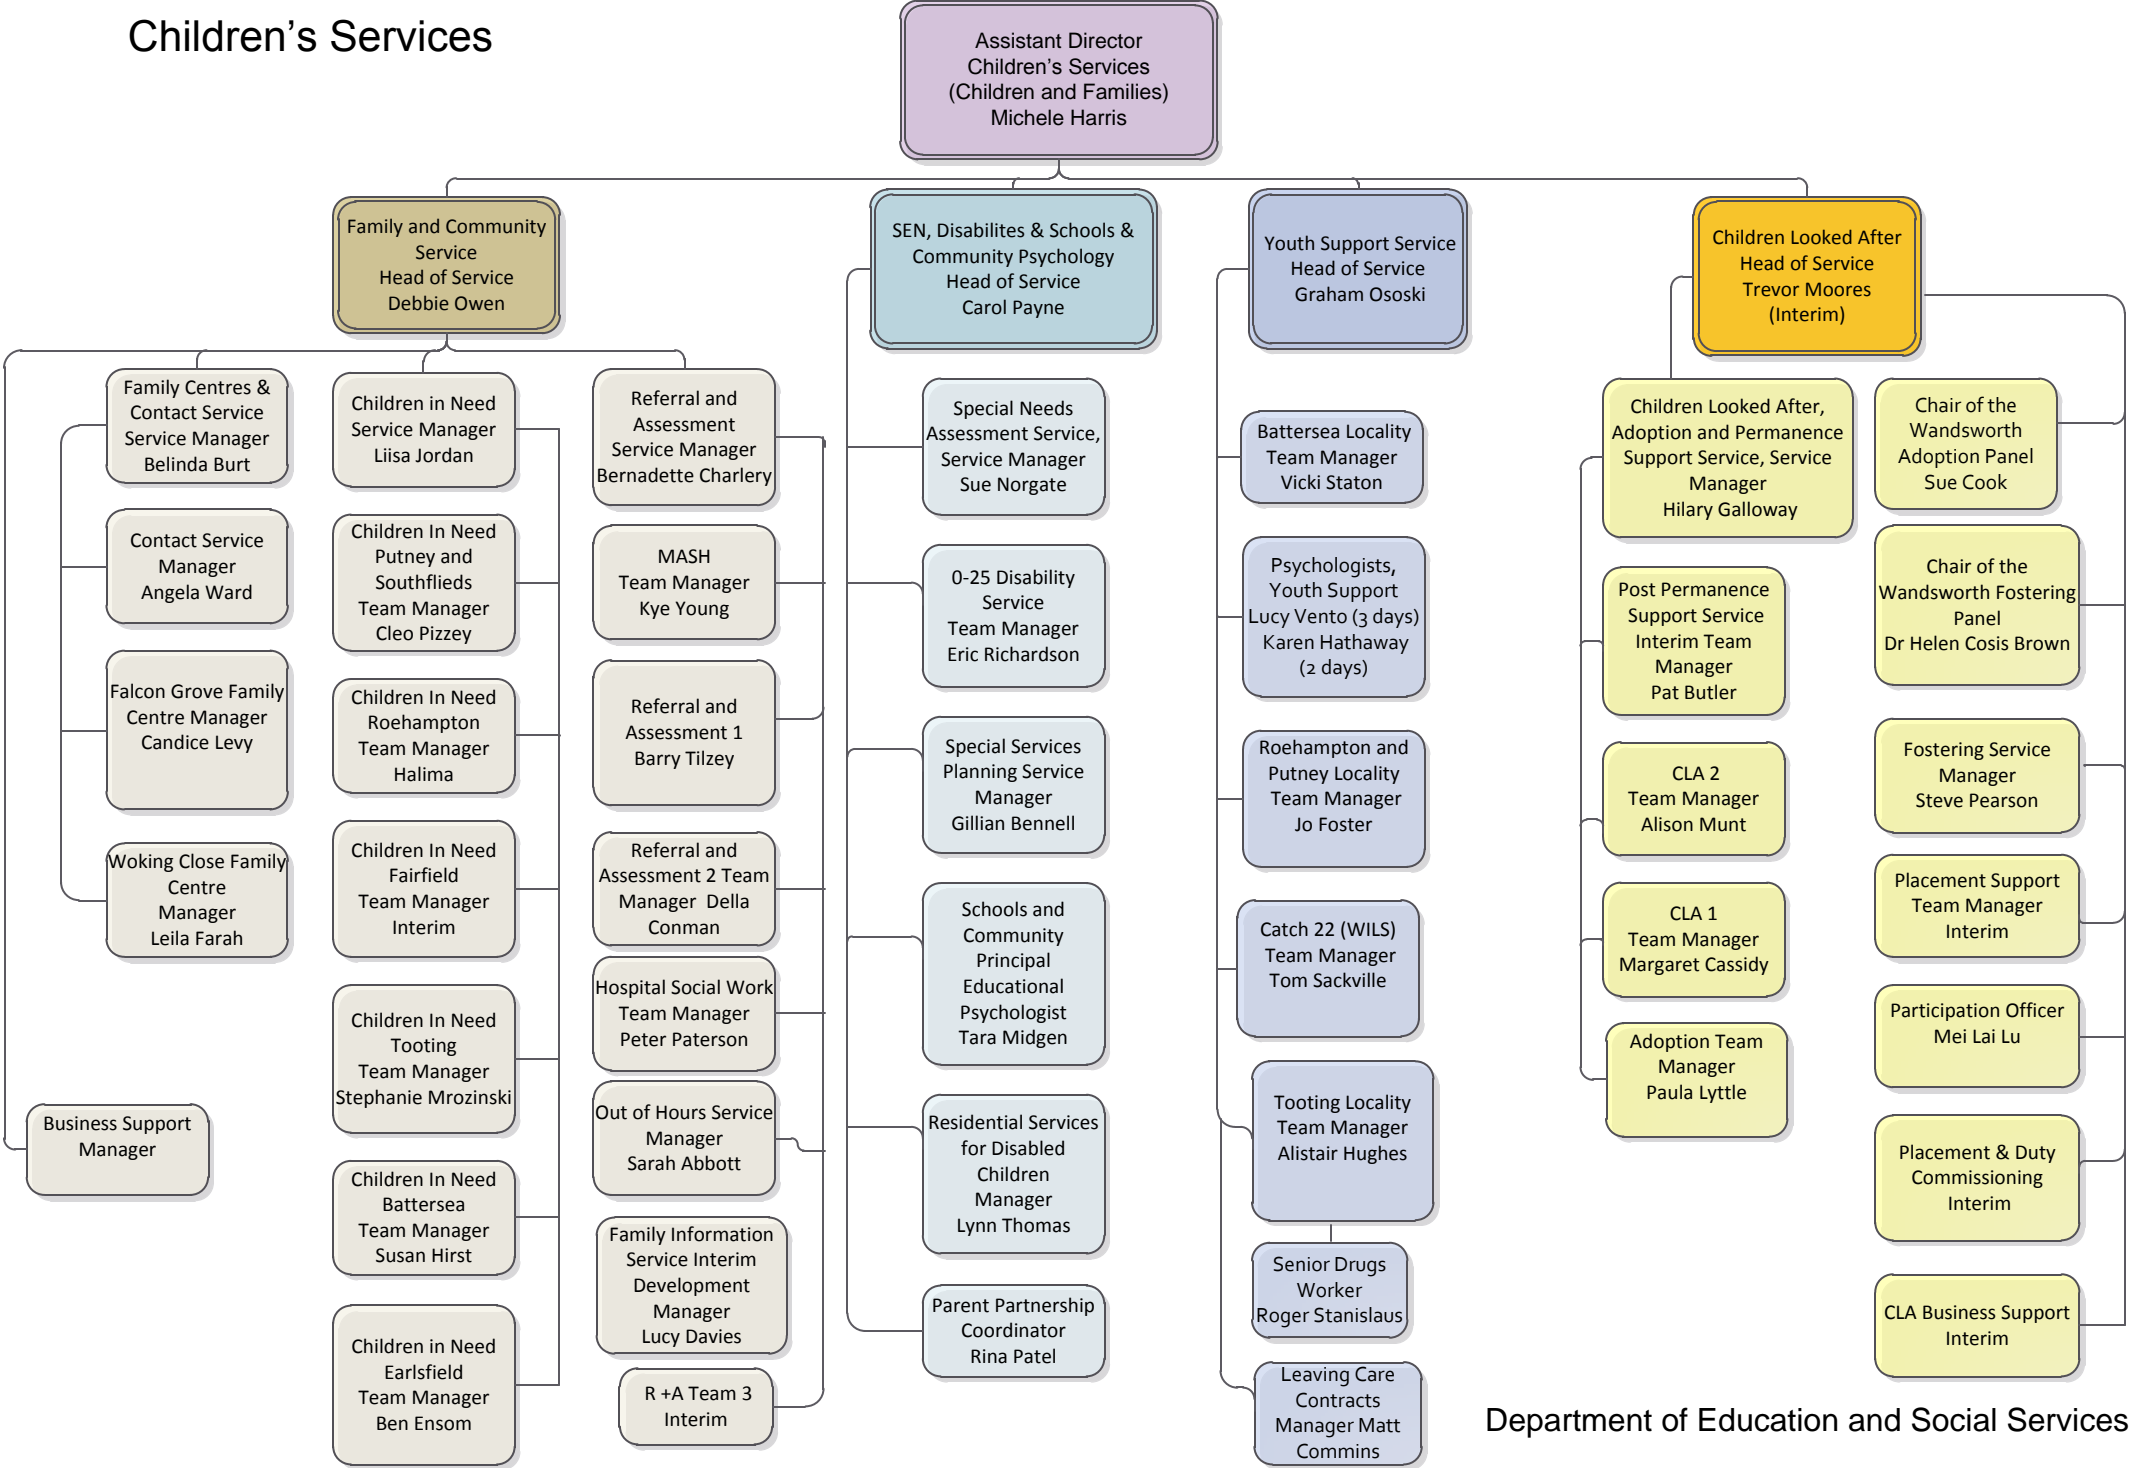 Children’s Services
Assistant Director
Children’s Services
(Children and Families)
Michele Harris
Family and Community
Service
Head of Service
Debbie Owen
SEN, Disabilites & Schools &
Community Psychology
Head of Service
Carol Payne
Youth Support Service
Head of Service
Graham Ososki
Children Looked After
Head of Service
Trevor Moores
(Interim)
Family Centres &
Contact Service
Service Manager
Belinda Burt
Contact Service
Manager
Angela Ward
Falcon Grove Family
Centre Manager
Candice Levy
Woking Close Family
Centre
Manager
Leila Farah
Business Support
Manager
Children in Need
Service Manager
Liisa Jordan
Children In Need
Putney and
Southflieds
Team Manager
Cleo Pizzey
Children In Need
Roehampton
Team Manager
Halima
Children In Need
Fairfield
Team Manager
Interim
Children In Need
Tooting
Team Manager
Stephanie Mrozinski
Children In Need
Battersea
Team Manager
Susan Hirst
Children in Need
Earlsfield
Team Manager
Ben Ensom
Referral and
Assessment
Service Manager
Bernadette Charlery
MASH
Team Manager
Kye Young
Referral and
Assessment 1
Barry Tilzey
Referral and
Assessment 2 Team
Manager  Della
Conman
Hospital Social Work
Team Manager
Peter Paterson
Out of Hours Service
Manager
Sarah Abbott
Family Information
Service Interim
Development
Manager
Lucy Davies
R +A Team 3
Interim
Special Needs
Assessment Service,
Service Manager
Sue Norgate
0-25 Disability
Service
Team Manager
Eric Richardson
Special Services
Planning Service
Manager
Gillian Bennell
Schools and
Community
Principal
Educational
Psychologist
Tara Midgen
Residential Services
for Disabled
Children
Manager
Lynn Thomas
Parent Partnership
Coordinator
Rina Patel
Battersea Locality
Team Manager
Vicki Staton
Psychologists,
Youth Support
Lucy Vento (3 days)
Karen Hathaway
(2 days)
Roehampton and
Putney Locality
Team Manager
Jo Foster
Catch 22 (WILS)
Team Manager
Tom Sackville
Tooting Locality
Team Manager
Alistair Hughes
Senior Drugs
Worker
Roger Stanislaus
Leaving Care
Contracts
Manager Matt
Commins
Children Looked After,
Adoption and Permanence
Support Service, Service
Manager
Hilary Galloway
Post Permanence
Support Service
Interim Team
Manager
Pat Butler
CLA 2
Team Manager
Alison Munt
CLA 1
Team Manager
Margaret Cassidy
Adoption Team
Manager
Paula Lyttle
Chair of the
Wandsworth
Adoption Panel
Sue Cook
Chair of the
Wandsworth Fostering
Panel
Dr Helen Cosis Brown
Fostering Service
Manager
Steve Pearson
Placement Support
Team Manager
Interim
Participation Officer
Mei Lai Lu
Placement & Duty
Commissioning
Interim
CLA Business Support
Interim
Department of Education and Social Services